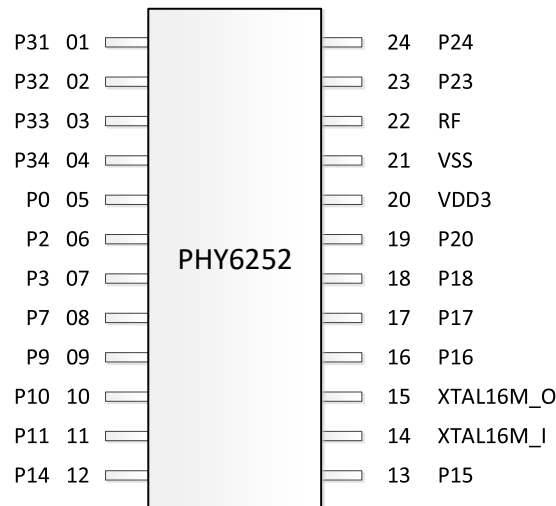 P31 01 24 P24
P32 02 23 P23
P33 03 22 RF
P34 04 21 VSS
P0 05 20 VDD3
P2 06 19 P20
PHY6252
P3 07 18 P18
P7 08 17 P17
P9 09 16 P16
P10 10 15 XTAL16M_O
P11 11 14 XTAL16M_I
P14 12 13 P15